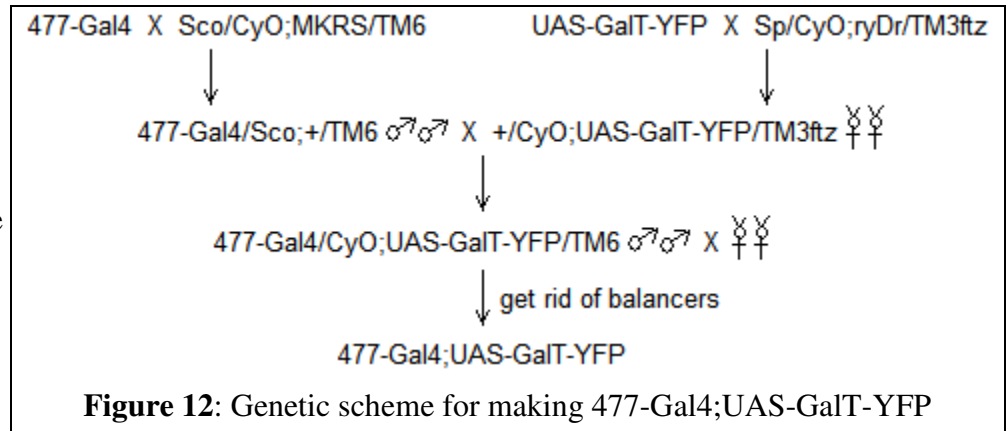 477-Gal4 X Sco/CyO;MKRS/TM6 UAS-GalT-YFP X Sp/CyO;ryDr/TM3ftz
477-Gal4/Sco;+/TM6 ♂♂ X +/CyO;UAS-GalT-YFP/TM3ftz ☿☿
477-Gal4/CyO;UAS-GalT-YFP/TM6 ♂♂ X ☿☿
get rid of balancers
477-Gal4;UAS-GalT-YFP
Figure 12: Genetic scheme for making 477-Gal4;UAS-GalT-YFP